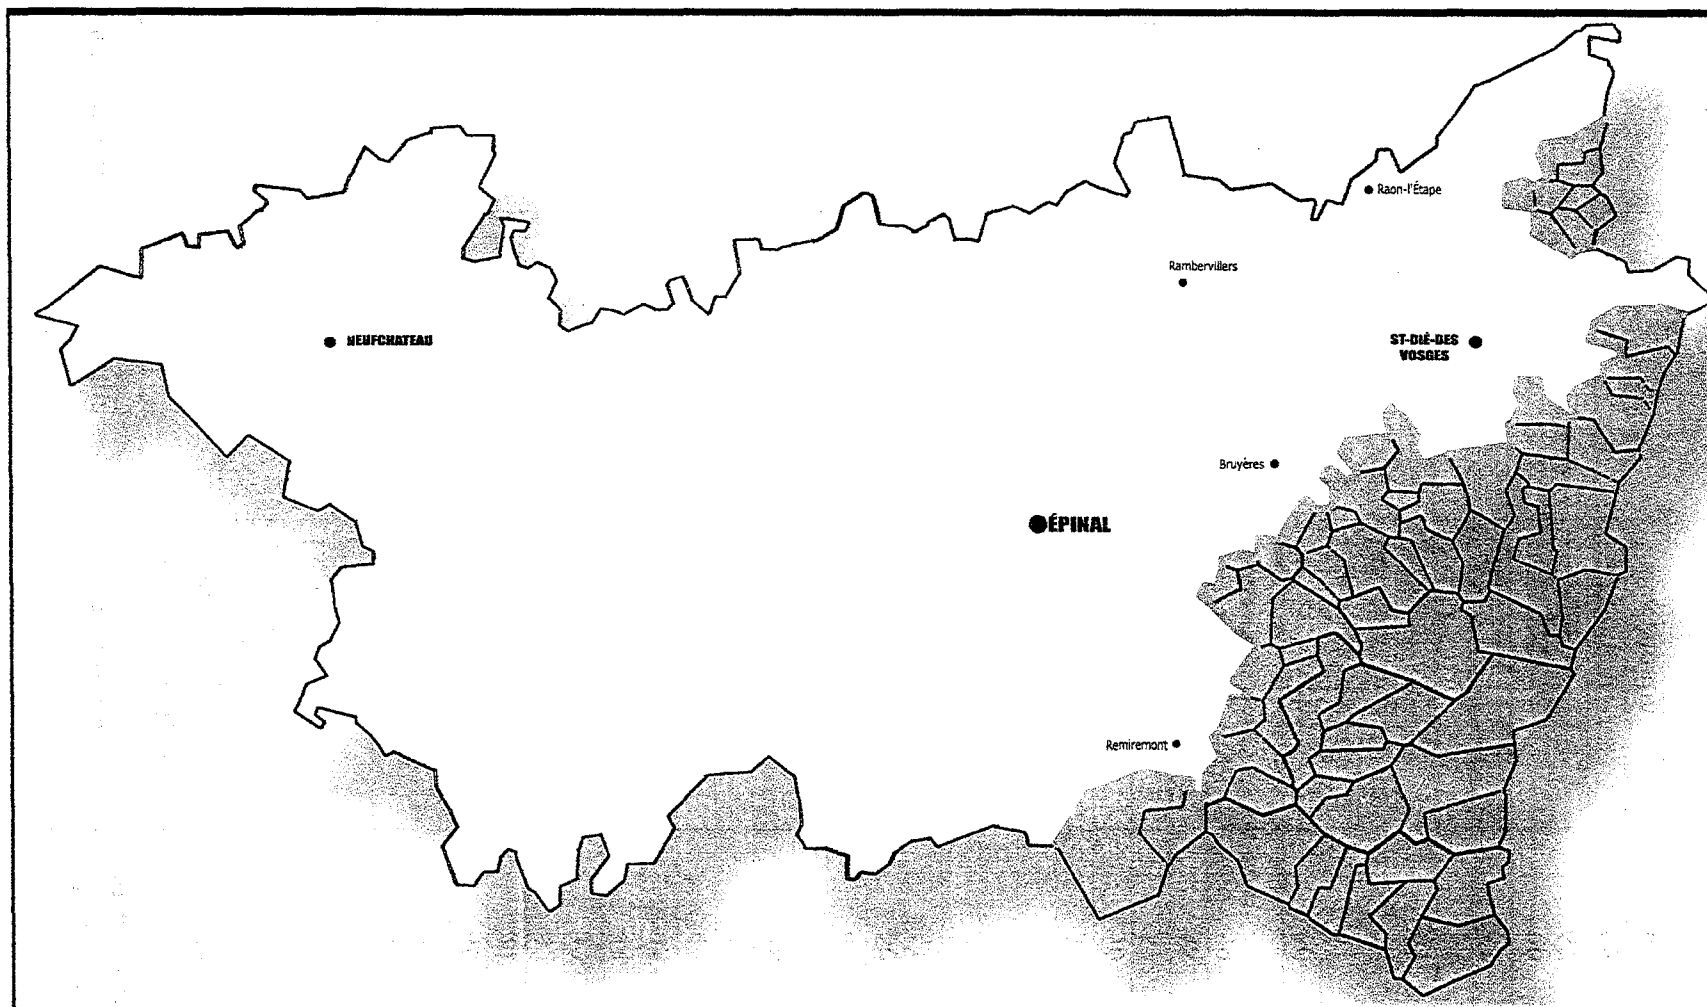 Raon-l'Étape
Rambervillers
NEUFCHATEAU
ST-DIÉ-DES
VOSGES
Bruyères
ÉPINAL
Remiremont